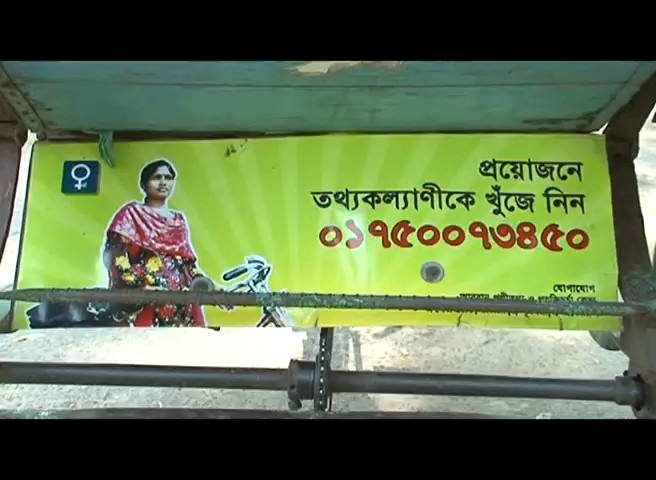 প্রয়োজনে
তথ্যকল্যাণীকে খুঁজে নিন
০১৭৫০০৭৩৪৫০
যোগাযোগ